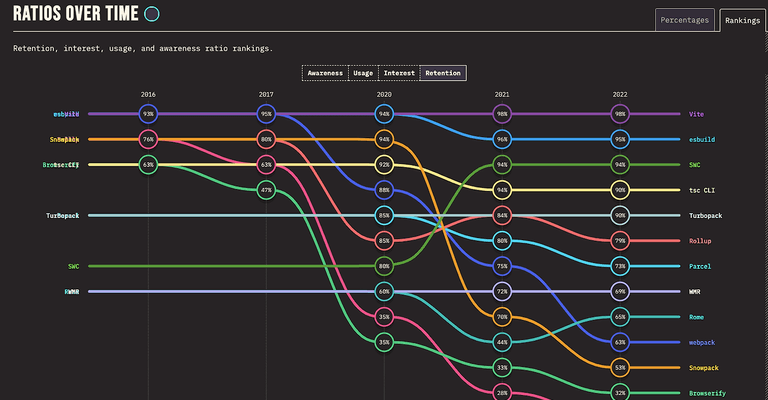 RATIOS OVER TIME
Percentages
Rankings
Retention, interest, usage, and awareness ratio rankings.
Awareness Usage Interest Retention
2016 2017 2020 2021 2022
93% 95% 94% 98% 98% Vite
76% 80% 94% 96% 95% esbuild
63% 63% 92% 94% 94% SWC
47% 88% 94% 90% tsc CLI
85% 84% 90% Turbopack
85% 80% 79% Rollup
SWC 80% 75% 73% Parcel
60% 72% 69% WMR
35% 70% 65% Rome
35% 44% 63% webpack
33% 53% Snowpack
28% 32% Browserify